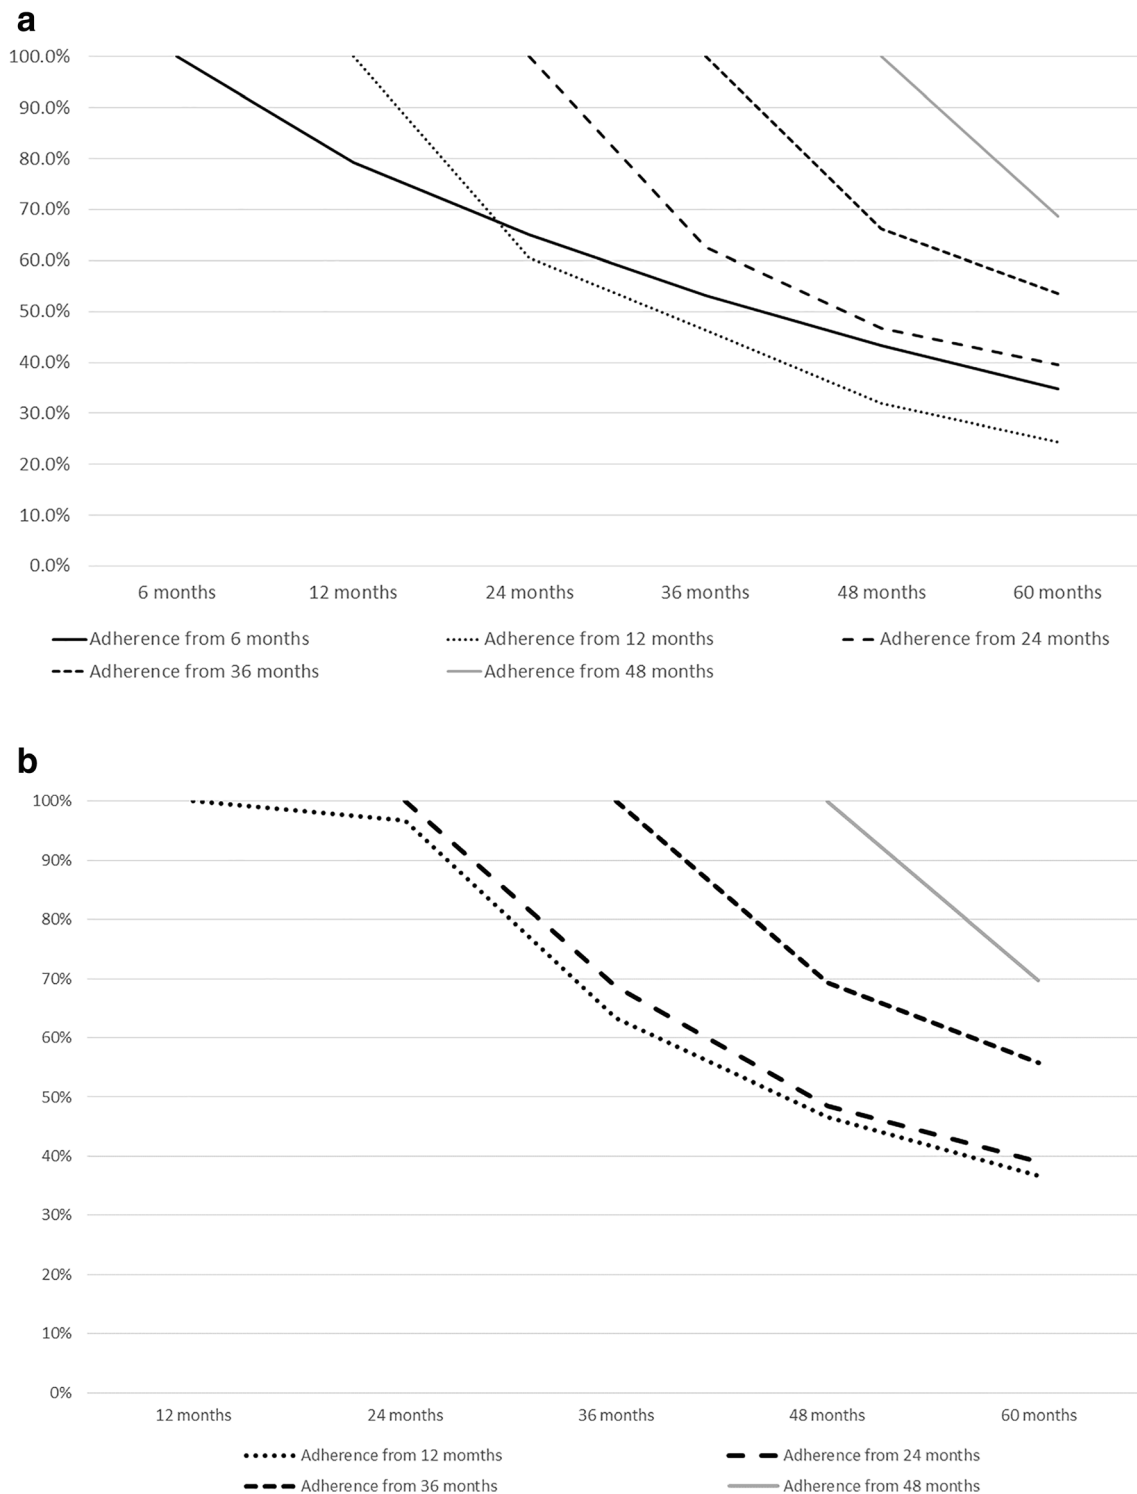 a
100.0%
90.0%
80.0%
70.0%
60.0%
50.0%
40.0%
30.0%
20.0%
10.0%
0.0%
6 months 12 months 24 months 36 months 48 months 60 months
Adherence from 6 months Adherence from 12 months Adherence from 24 months
Adherence from 36 months Adherence from 48 months
b
100%
90%
80%
70%
60%
50%
40%
30%
20%
10%
0%
12 months 24 months 36 months 48 months 60 months
Adherence from 12 momths Adherence from 24 months
Adherence from 36 months Adherence from 48 months